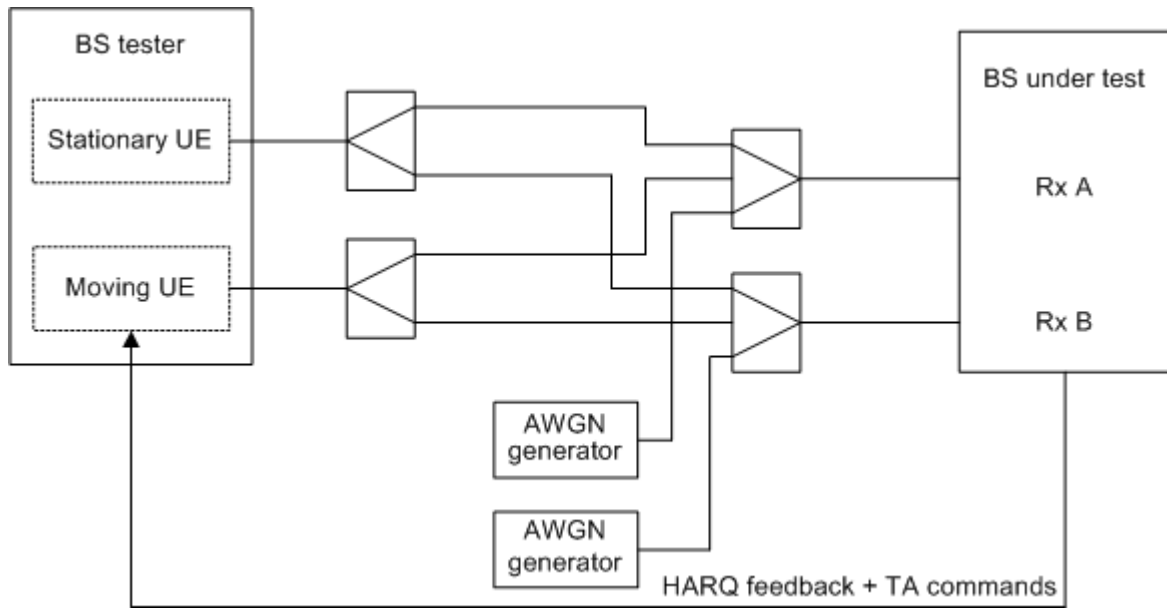 BS tester
Stationary UE
Moving UE
BS under test
Rx A
Rx B
AWGN
generator
AWGN
generator
HARQ feedback + TA commands